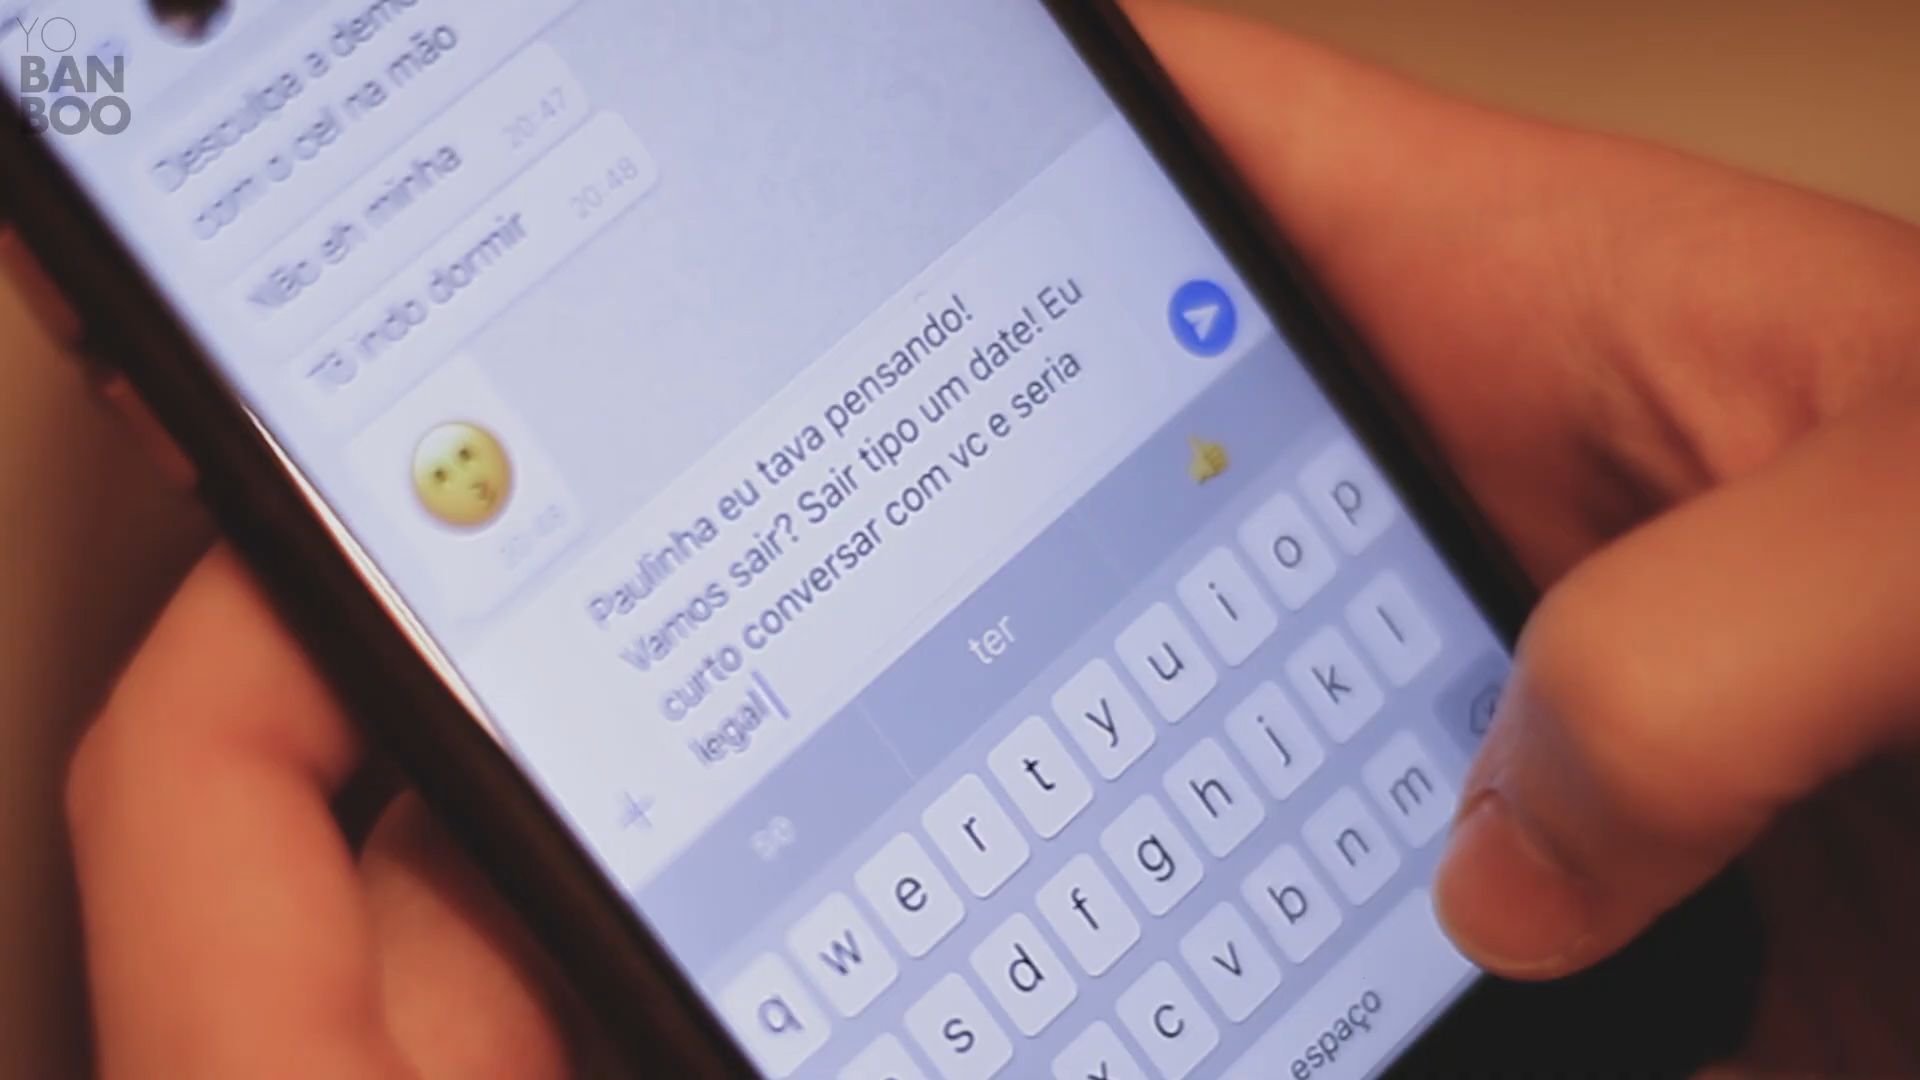 YO
BAN
BOO
Desculpa a demo
com o cel na mão
Não eh minha
20:47
Tô indo dormir
20:48
20:48
Paulinha eu tava pensando!
Vamos sair? Sair tipo um date! Eu
curto conversar com vc e seria
legal
se
ter
q w e r t y u i o p
s d f g h j k l
x c v b n m
espaço